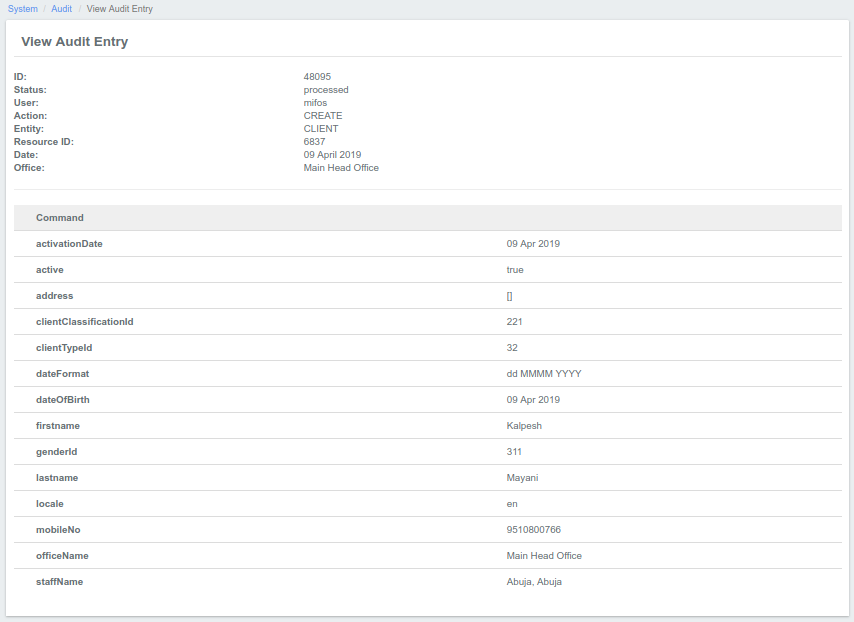 System / Audit / View Audit Entry
View Audit Entry
ID: 48095
Status: processed
User: mifos
Action: CREATE
Entity: CLIENT
Resource ID: 6837
Date: 09 April 2019
Office: Main Head Office
Command
activationDate 09 Apr 2019
active true
address []
clientClassificationId 221
clientTypeId 32
dateFormat dd MMMM YYYY
dateOfBirth 09 Apr 2019
firstname Kalpesh
genderId 311
lastname Mayani
locale en
mobileNo 9510800766
officeName Main Head Office
staffName Abuja, Abuja